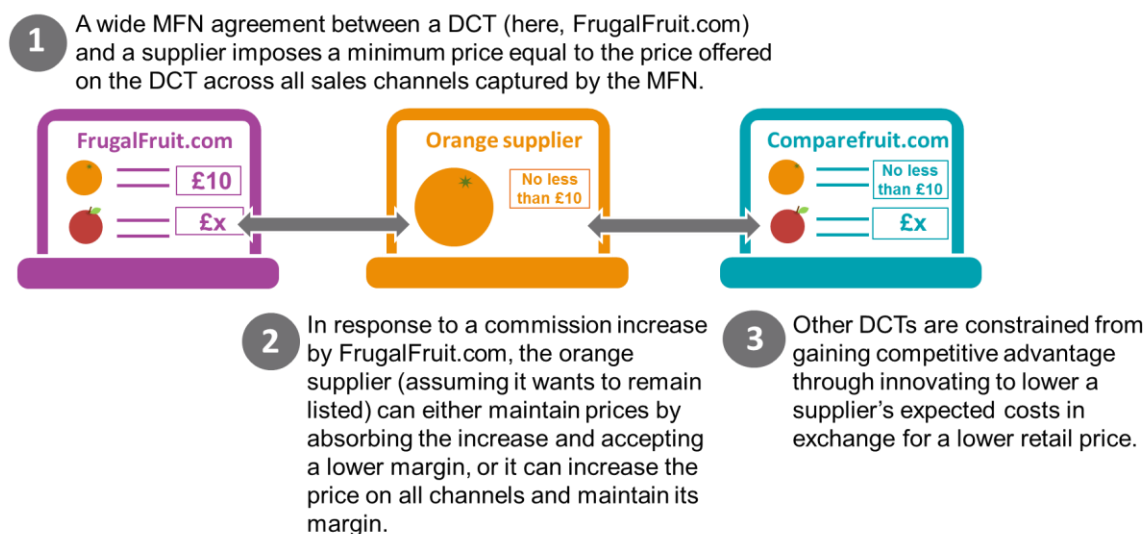 1
A wide MFN agreement between a DCT (here, FrugalFruit.com)
and a supplier imposes a minimum price equal to the price offered
on the DCT across all sales channels captured by the MFN.
FrugalFruit.com
£10
£x
Orange supplier
No less
than £10
Comparefruit.com
No less
than £10
£x
2
In response to a commission increase
by FrugalFruit.com, the orange
supplier (assuming it wants to remain
listed) can either maintain prices by
absorbing the increase and accepting
a lower margin, or it can increase the
price on all channels and maintain its
margin.
3
Other DCTs are constrained from
gaining competitive advantage
through innovating to lower a
supplier’s expected costs in
exchange for a lower retail price.